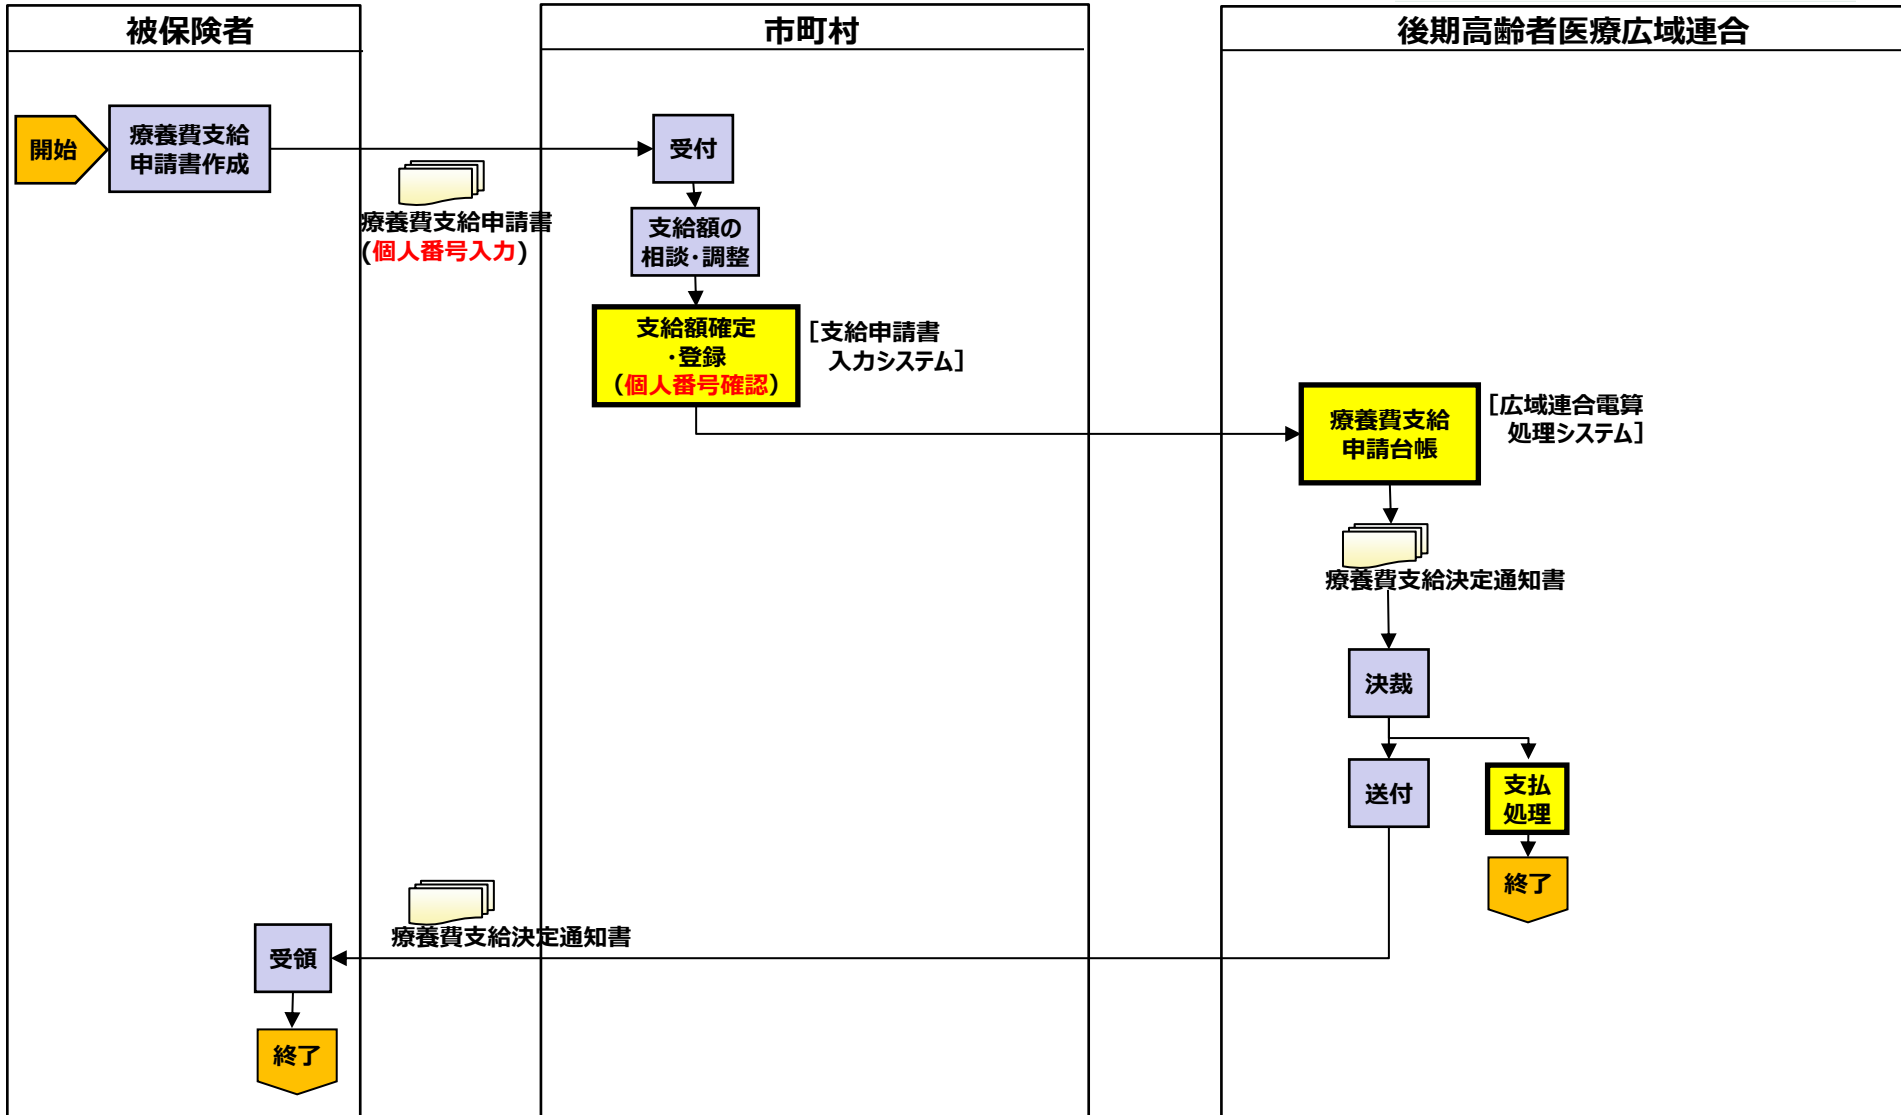 被保険者
市町村
後期高齢者医療広域連合
開始
療養費支給
申請書作成
療養費支給申請書
(個人番号入力)
受付
支給額の
相談・調整
支給額確定
・登録
(個人番号確認)
[支給申請書
入力システム]
療養費支給
申請台帳
[広域連合電算
処理システム]
療養費支給決定通知書
決裁
送付
支払
処理
終了
療養費支給決定通知書
受領
終了